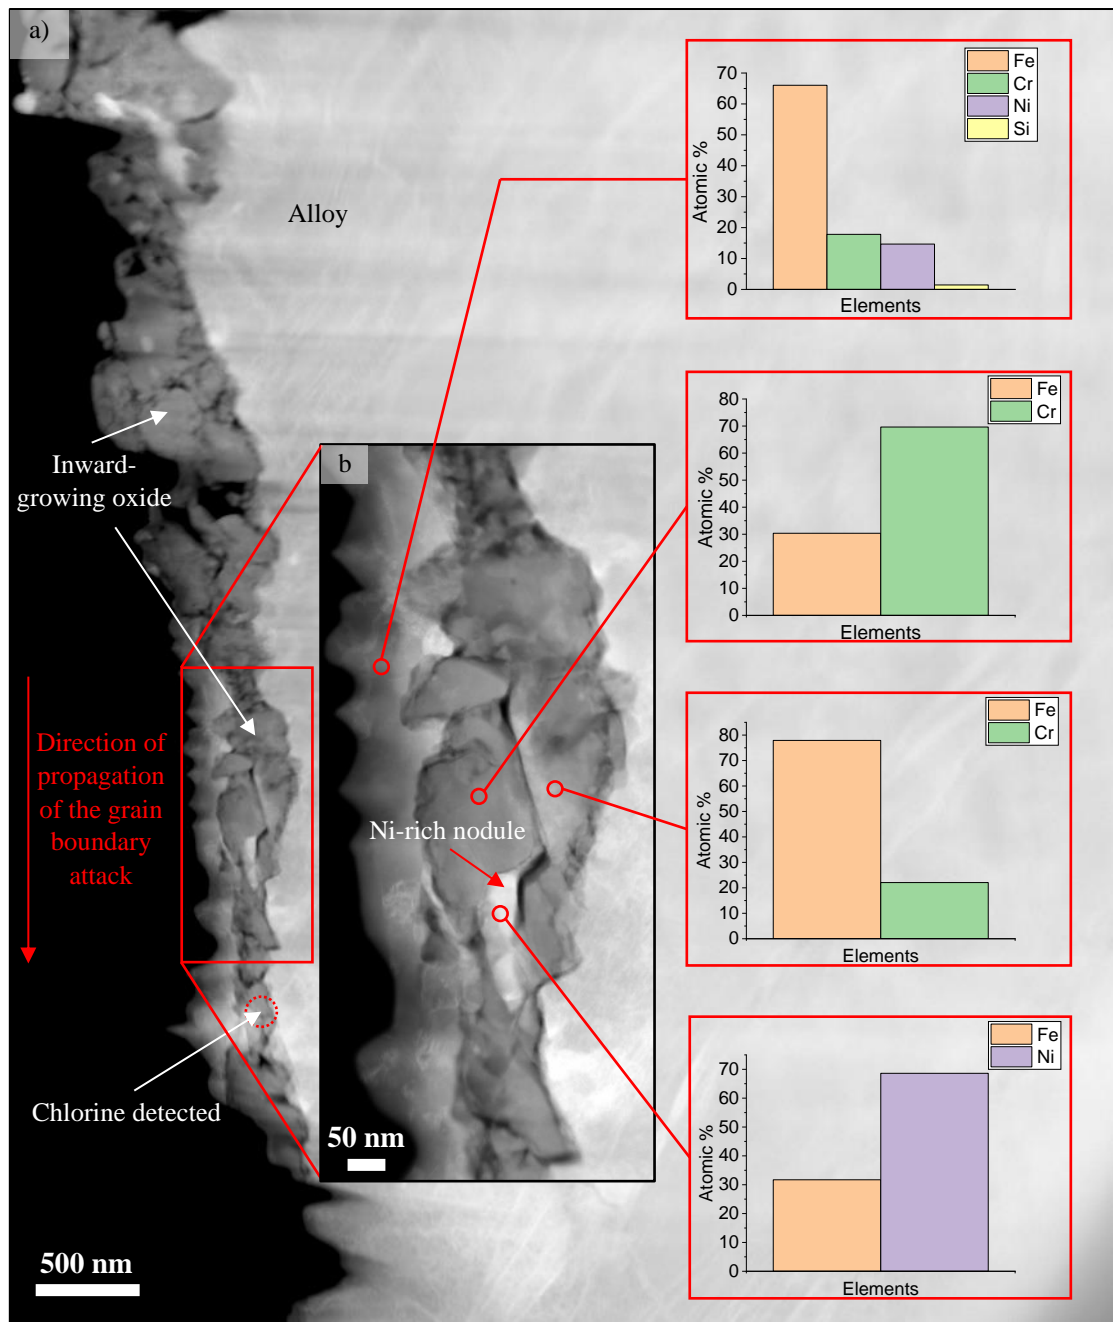 a)
Alloy
Inward-
growing oxide
Direction of
propagation
of the grain
boundary
attack
Chlorine detected
500 nm
b
Ni-rich nodule
50 nm
Fe
Cr
Ni
Si
Atomic %
70
60
50
40
30
20
10
0
Elements
Fe
Cr
Atomic %
80
70
60
50
40
30
20
10
0
Elements
Fe
Cr
Atomic %
80
70
60
50
40
30
20
10
0
Elements
Fe
Ni
Atomic %
70
60
50
40
30
20
10
0
Elements